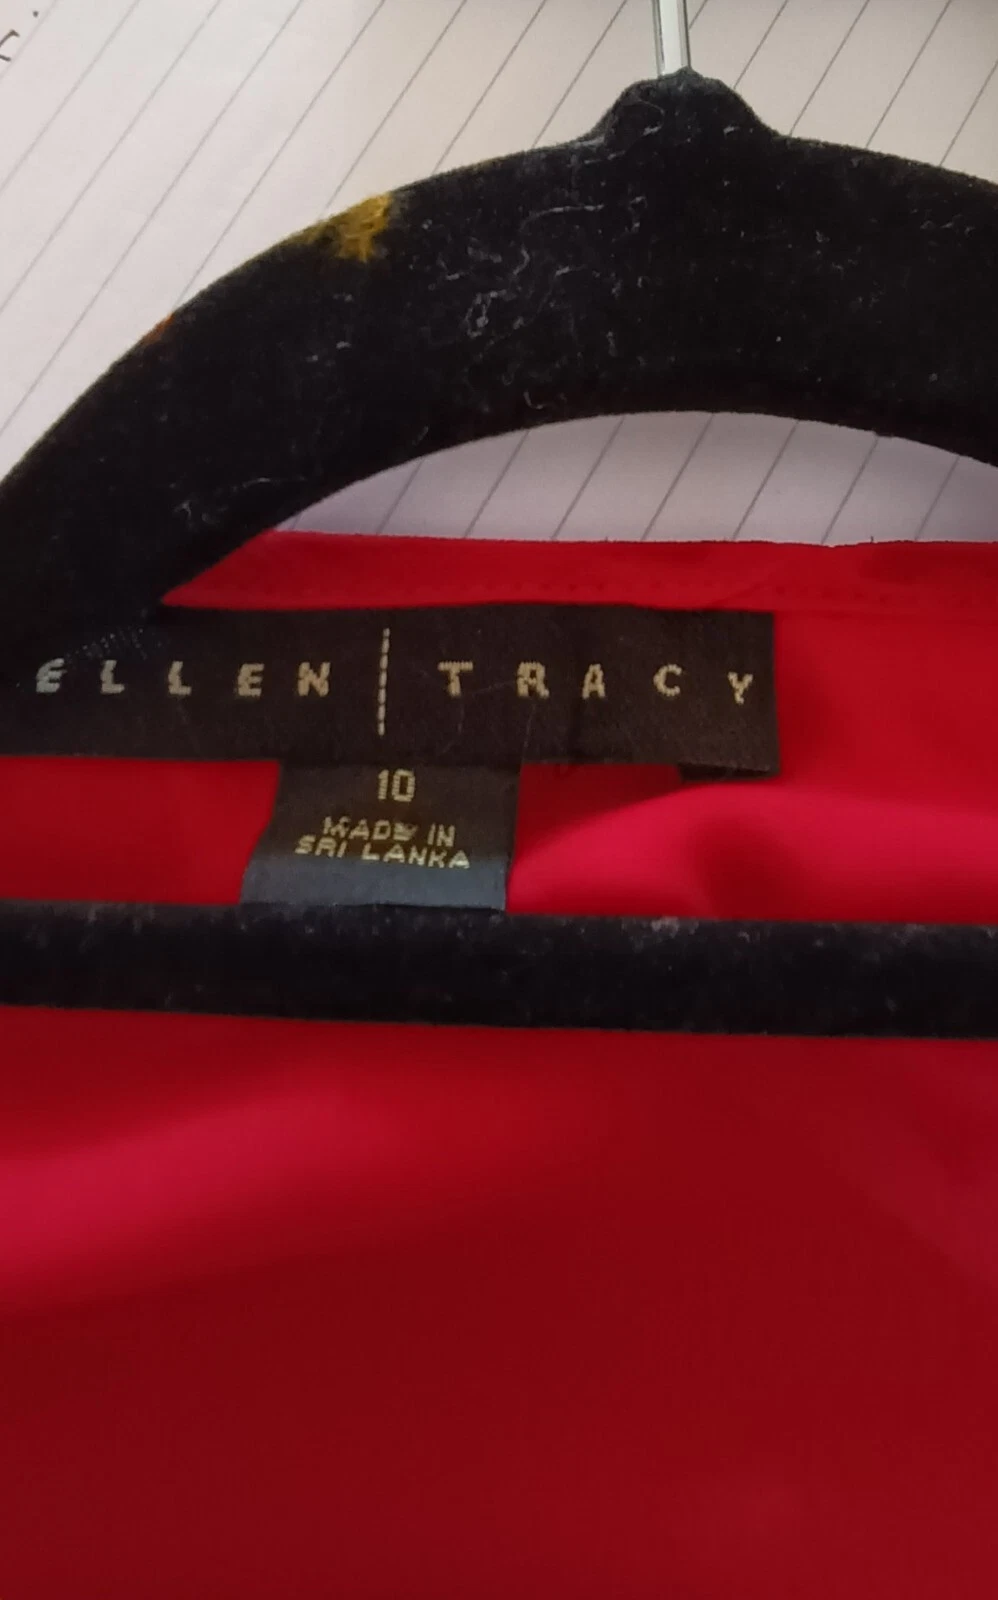 ELLEN | TRACY
10
MADE IN
SRI LANKA